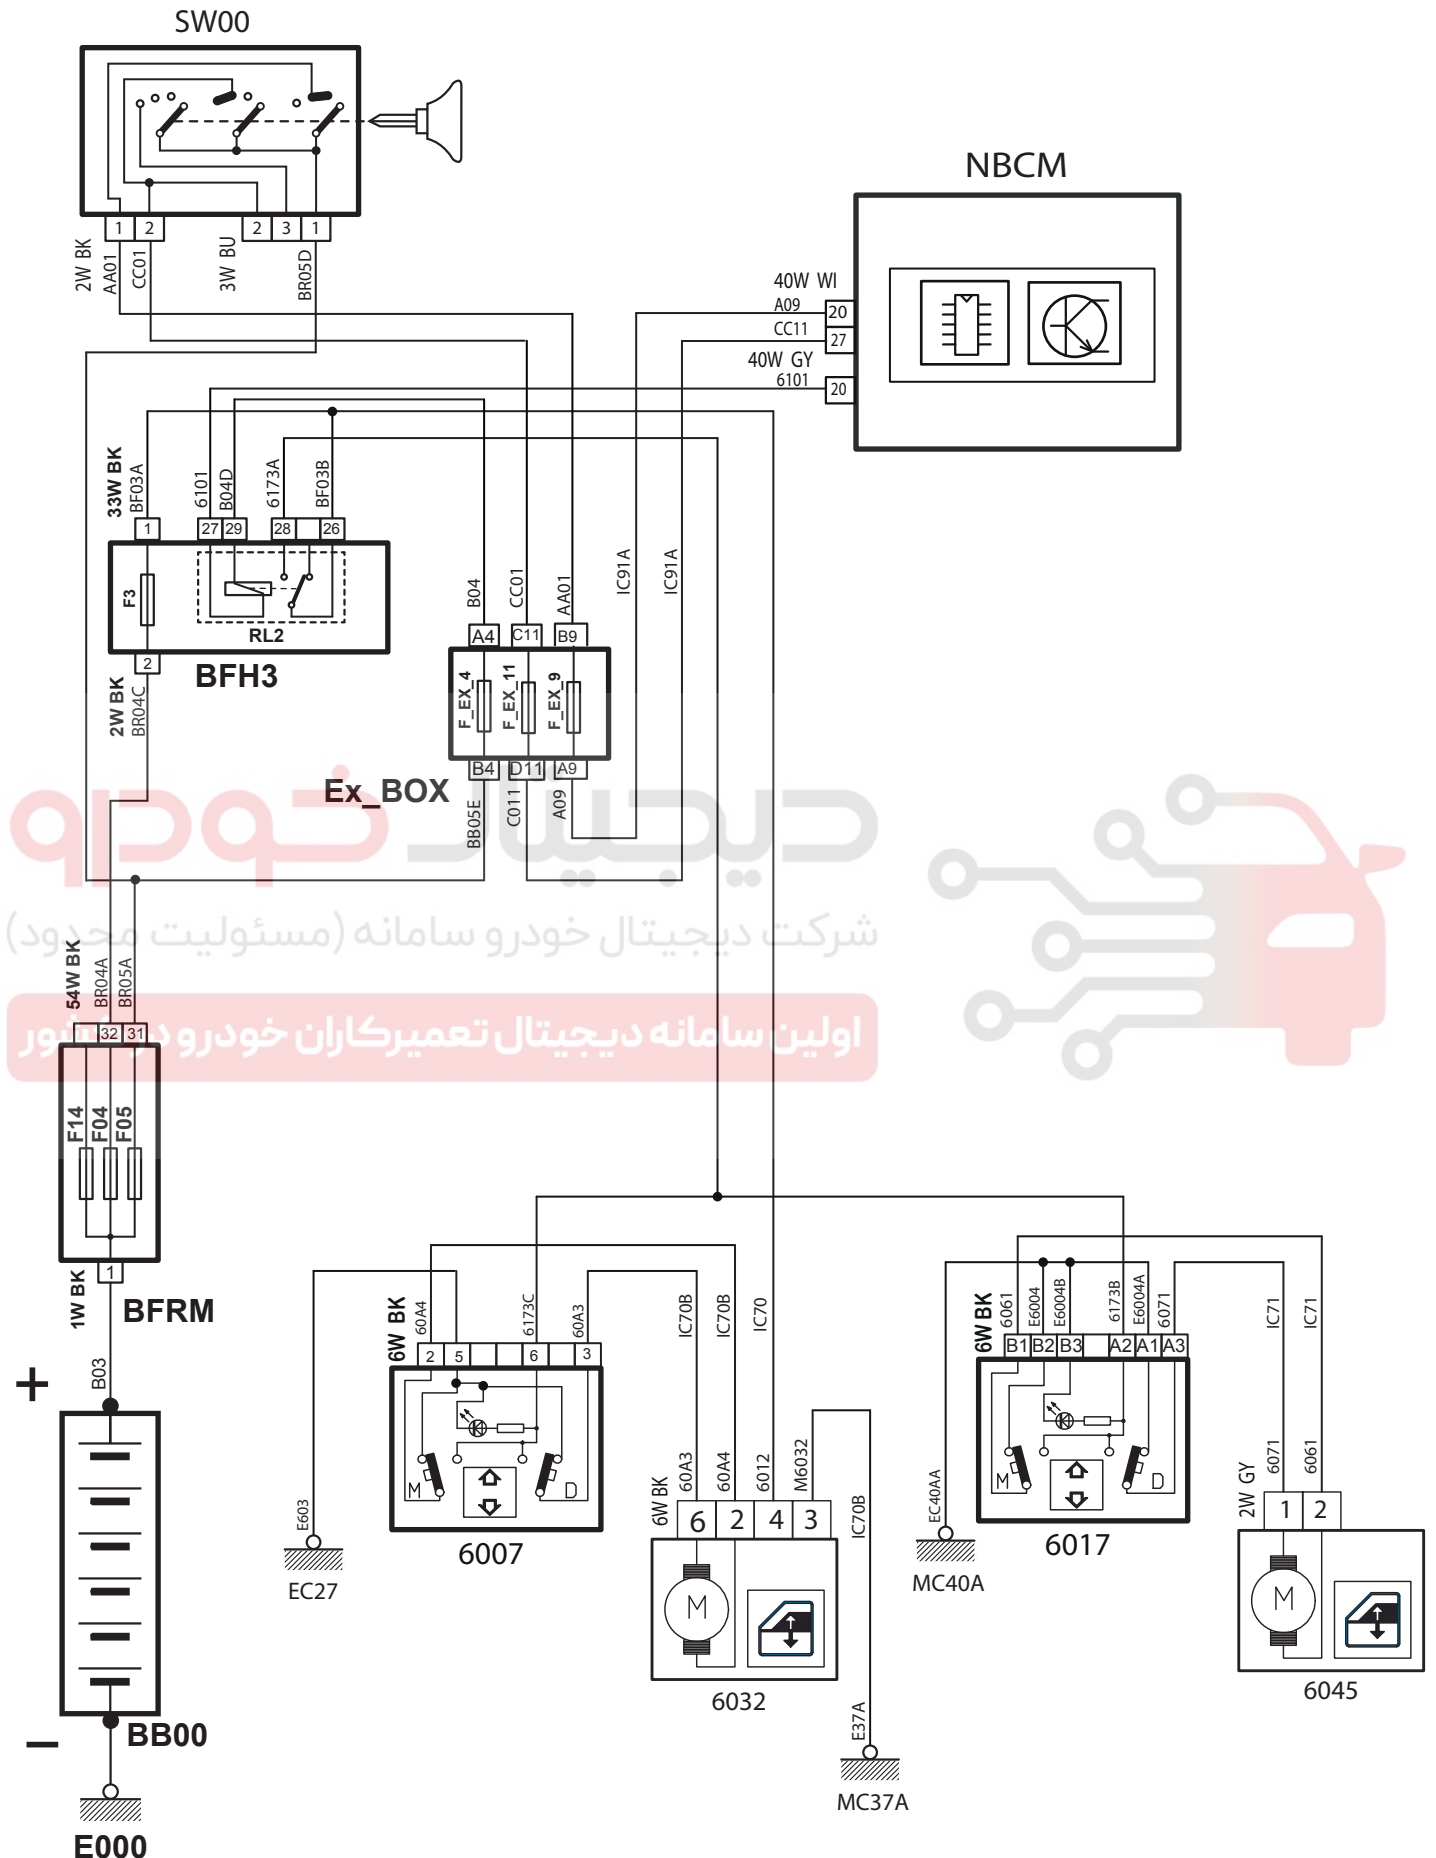 SW00
1 2 2 3 1
2W BK
AA01
CC01
3W BU
BR05D
NBCM
40W WI
A09
20
CC11
27
40W GY
6101
20
33W BK
BF03A
6101
B04D
6173A
BF03B
1 27 29 28 26
F3
RL2
2
BFH3
2W BK
BR04C
B04
CC01
AA01
IC91A
IC91A
A4 C11 B9
F_EX_4
F_EX_11
F_EX_9
B4 D11 A9
Ex_BOX
BB05E
C011
A09
دیجیتال خودرو
شرکت دیجیتال خودرو سامانه (مسئولیت محدود)
اولین سامانه دیجیتال تعمیرکاران خودرو در کشور
54W BK
BR04A
BR05A
32 31
F14
F04
F05
1
1W BK
BFRM
B03
+
−
BB00
E000
6W BK
60A4
6173C
60A3
2 5 6 3
M
D
6007
E603
EC27
IC70B
IC70B
IC70
6W BK
60A3
60A4
6012
M6032
6 2 4 3
M
6032
IC70B
E37A
MC37A
6W BK
6061
E6004
E6004B
6173B
E6004A
6071
B1 B2 B3 A2 A1 A3
M
D
6017
EC40AA
MC40A
IC71
IC71
2W GY
6071
6061
1 2
M
6045